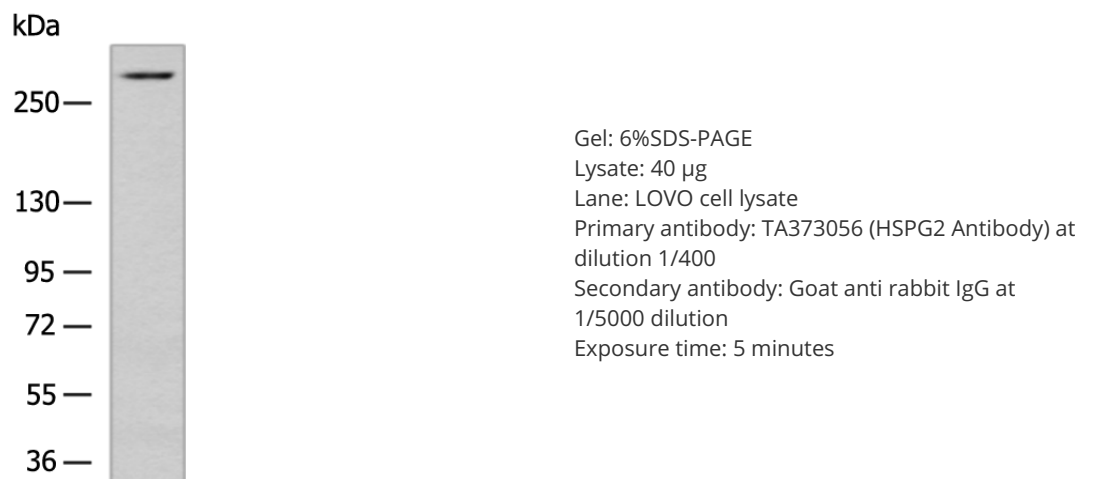 kDa
250
130
95
72
55
36
Gel: 6%SDS-PAGE
Lysate: 40 μg
Lane: LOVO cell lysate
Primary antibody: TA373056 (HSPG2 Antibody) at
dilution 1/400
Secondary antibody: Goat anti rabbit IgG at
1/5000 dilution
Exposure time: 5 minutes